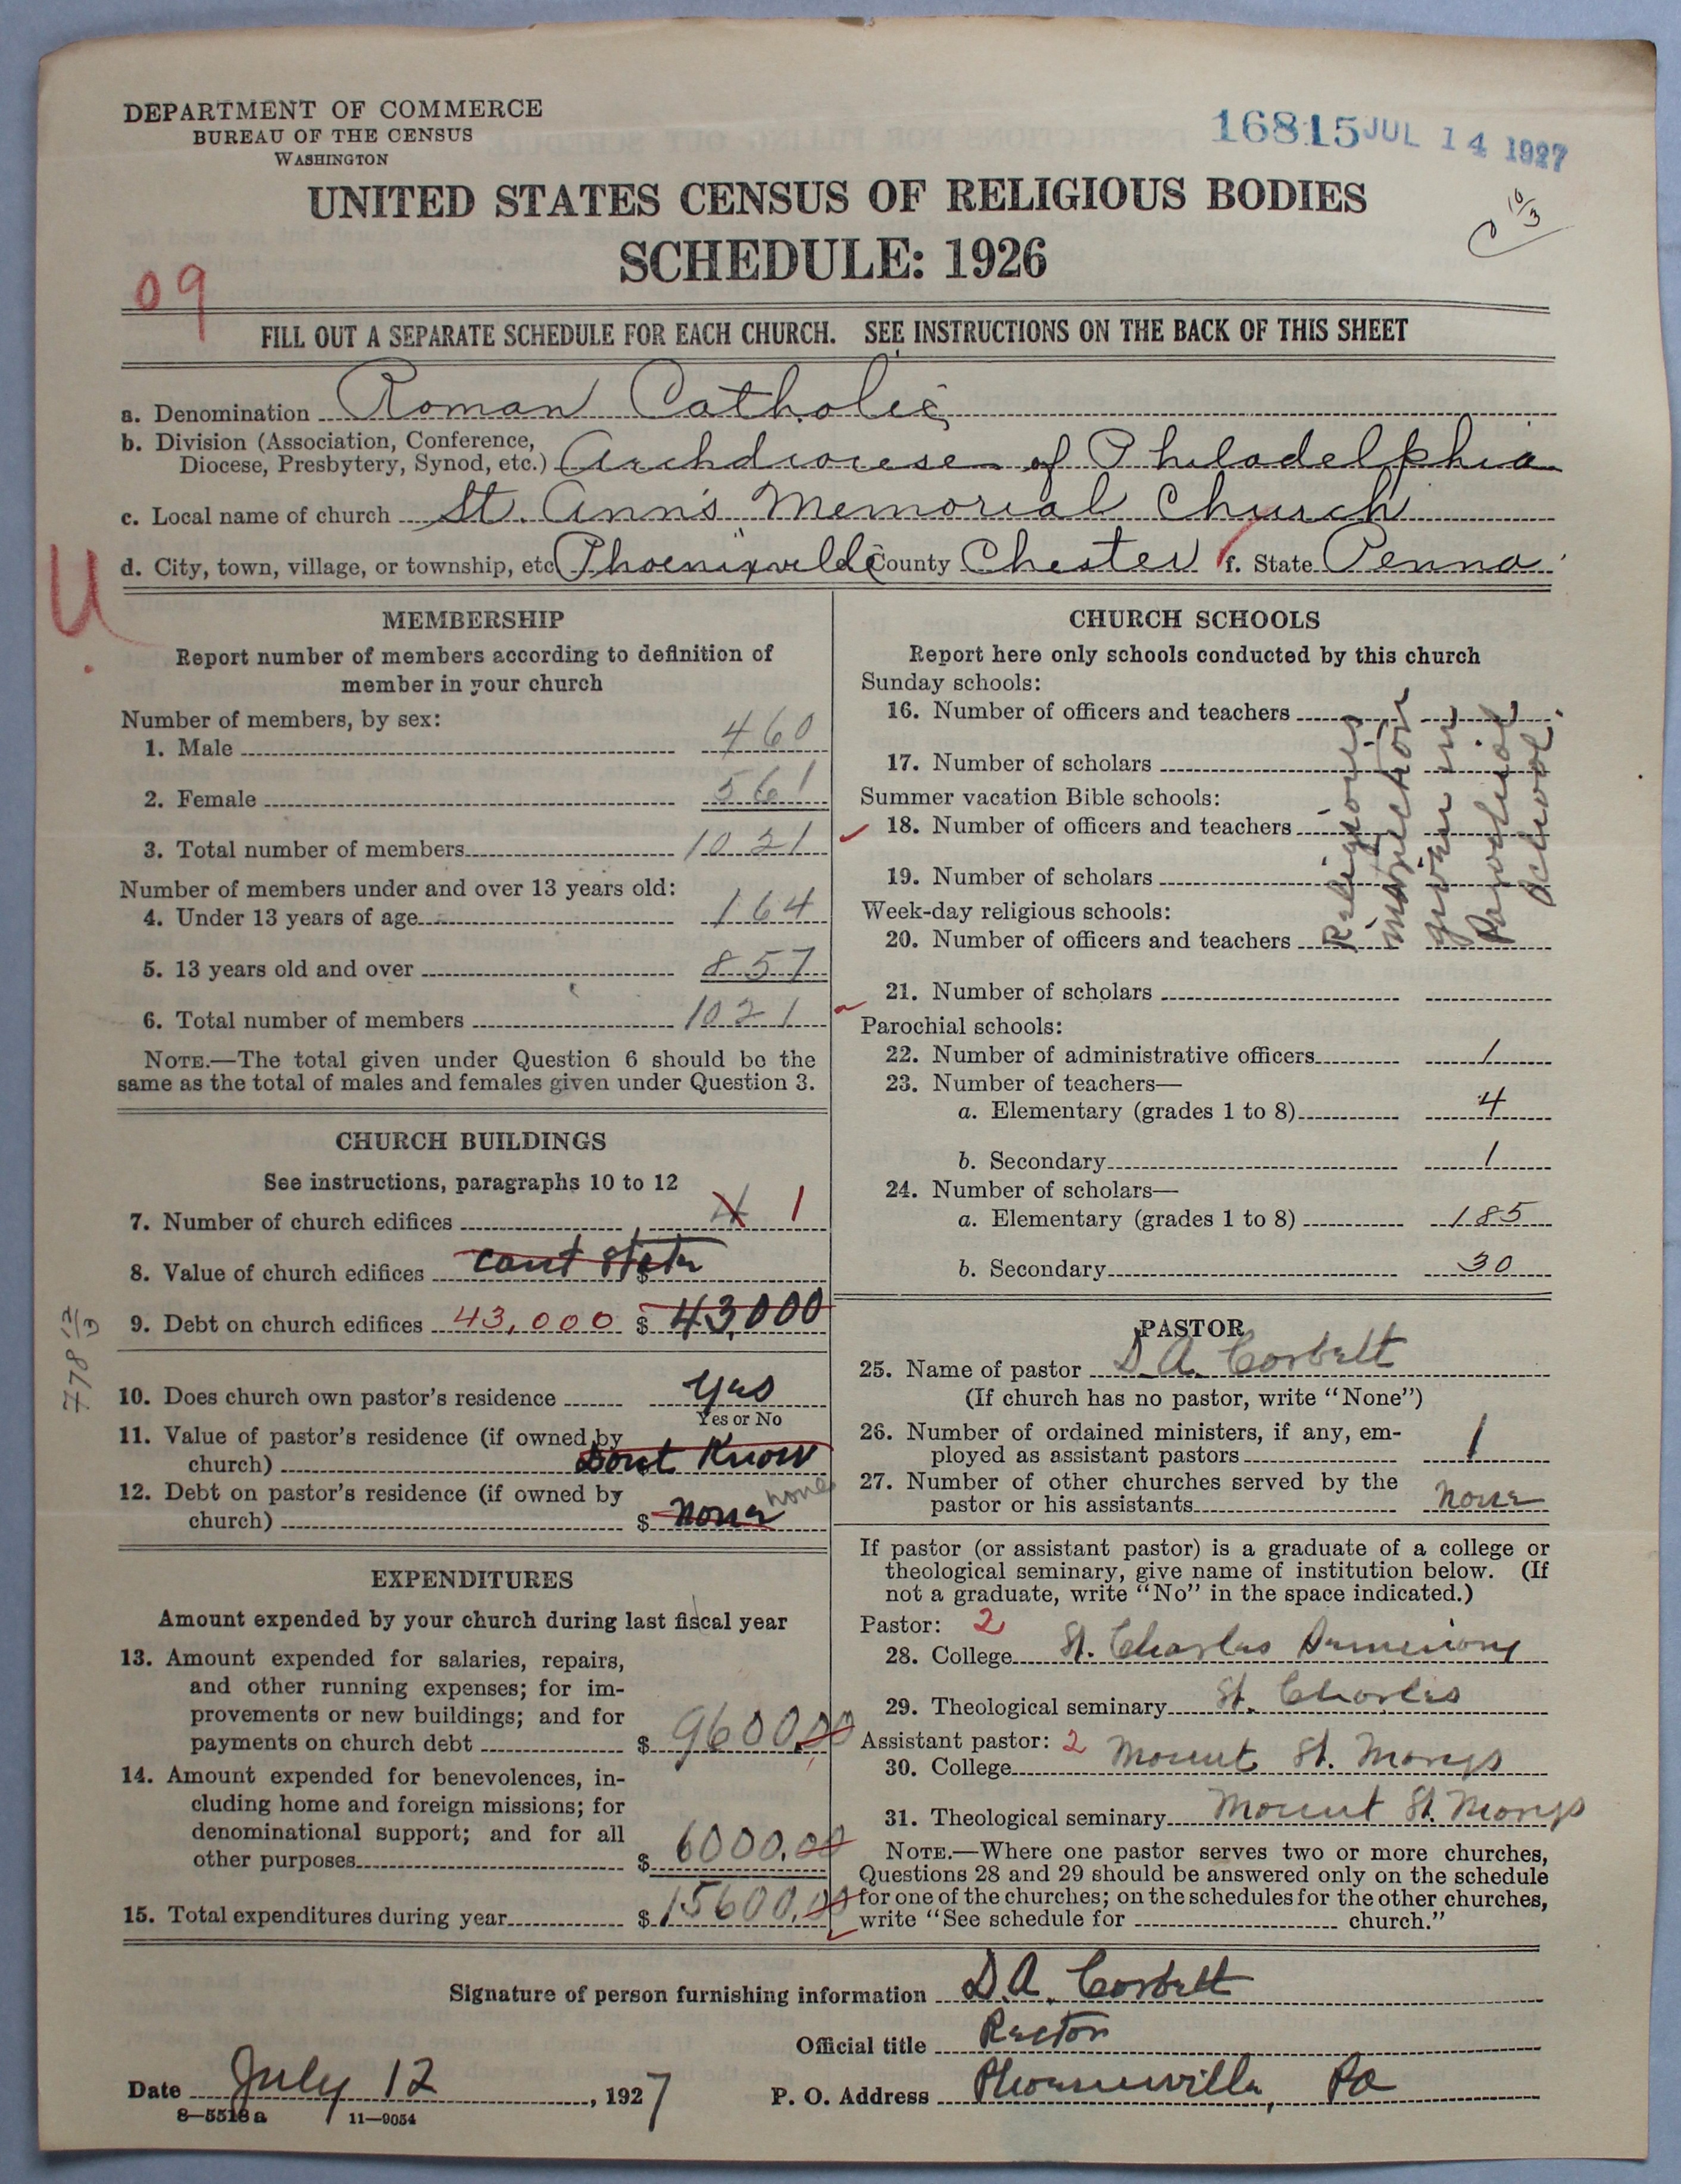 DEPARTMENT OF COMMERCE
BUREAU OF THE CENSUS
WASHINGTON
16815 JUL 14 1927
UNITED STATES CENSUS OF RELIGIOUS BODIES
SCHEDULE: 1926
10/3
09
FILL OUT A SEPARATE SCHEDULE FOR EACH CHURCH. SEE INSTRUCTIONS ON THE BACK OF THIS SHEET
a. Denomination Roman Catholic
b. Division (Association, Conference,
Diocese, Presbytery, Synod, etc.) Archdiocese of Philadelphia
c. Local name of church St. Ann's Memorial Church
d. City, town, village, or township, etc Phoenixville County Chester f. State Penna.
U
MEMBERSHIP
Report number of members according to definition of
member in your church
Number of members, by sex:
1. Male 460
2. Female 561
3. Total number of members 1021
Number of members under and over 13 years old:
4. Under 13 years of age 164
5. 13 years old and over 857
6. Total number of members 1021
NOTE.—The total given under Question 6 should be the
same as the total of males and females given under Question 3.
CHURCH BUILDINGS
See instructions, paragraphs 10 to 12
7. Number of church edifices 4 1
8. Value of church edifices cant State $
9. Debt on church edifices 43,000 $ 43,000
778 12/3
10. Does church own pastor's residence yes
Yes or No
11. Value of pastor's residence (if owned by
church) Dont Know
12. Debt on pastor's residence (if owned by
church) $ none none
EXPENDITURES
Amount expended by your church during last fiscal year
13. Amount expended for salaries, repairs,
and other running expenses; for im-
provements or new buildings; and for
payments on church debt $ 9600.00
14. Amount expended for benevolences, in-
cluding home and foreign missions; for
denominational support; and for all
other purposes $ 6000.00
15. Total expenditures during year $ 15600.00
CHURCH SCHOOLS
Report here only schools conducted by this church
Sunday schools:
16. Number of officers and teachers
17. Number of scholars
Summer vacation Bible schools:
18. Number of officers and teachers
19. Number of scholars
Week-day religious schools:
20. Number of officers and teachers
21. Number of scholars
Religious
instruction
given in
Parochial
School.
Parochial schools:
22. Number of administrative officers 1
23. Number of teachers—
a. Elementary (grades 1 to 8) 4
b. Secondary 1
24. Number of scholars—
a. Elementary (grades 1 to 8) 185
b. Secondary 30
PASTOR
25. Name of pastor D. A. Corbett
(If church has no pastor, write "None")
26. Number of ordained ministers, if any, em-
ployed as assistant pastors 1
27. Number of other churches served by the
pastor or his assistants none
If pastor (or assistant pastor) is a graduate of a college or
theological seminary, give name of institution below. (If
not a graduate, write "No" in the space indicated.)
Pastor: 2
28. College St. Charles Seminary
29. Theological seminary St. Charles
Assistant pastor: 2
30. College Mount St. Marys
31. Theological seminary Mount St. Marys
NOTE.—Where one pastor serves two or more churches,
Questions 28 and 29 should be answered only on the schedule
for one of the churches; on the schedules for the other churches,
write "See schedule for church."
Signature of person furnishing information D. A. Corbett
Official title Rector
Date July 12, 1927 P. O. Address Phoenixville, Pa
8—5518a 11—9054